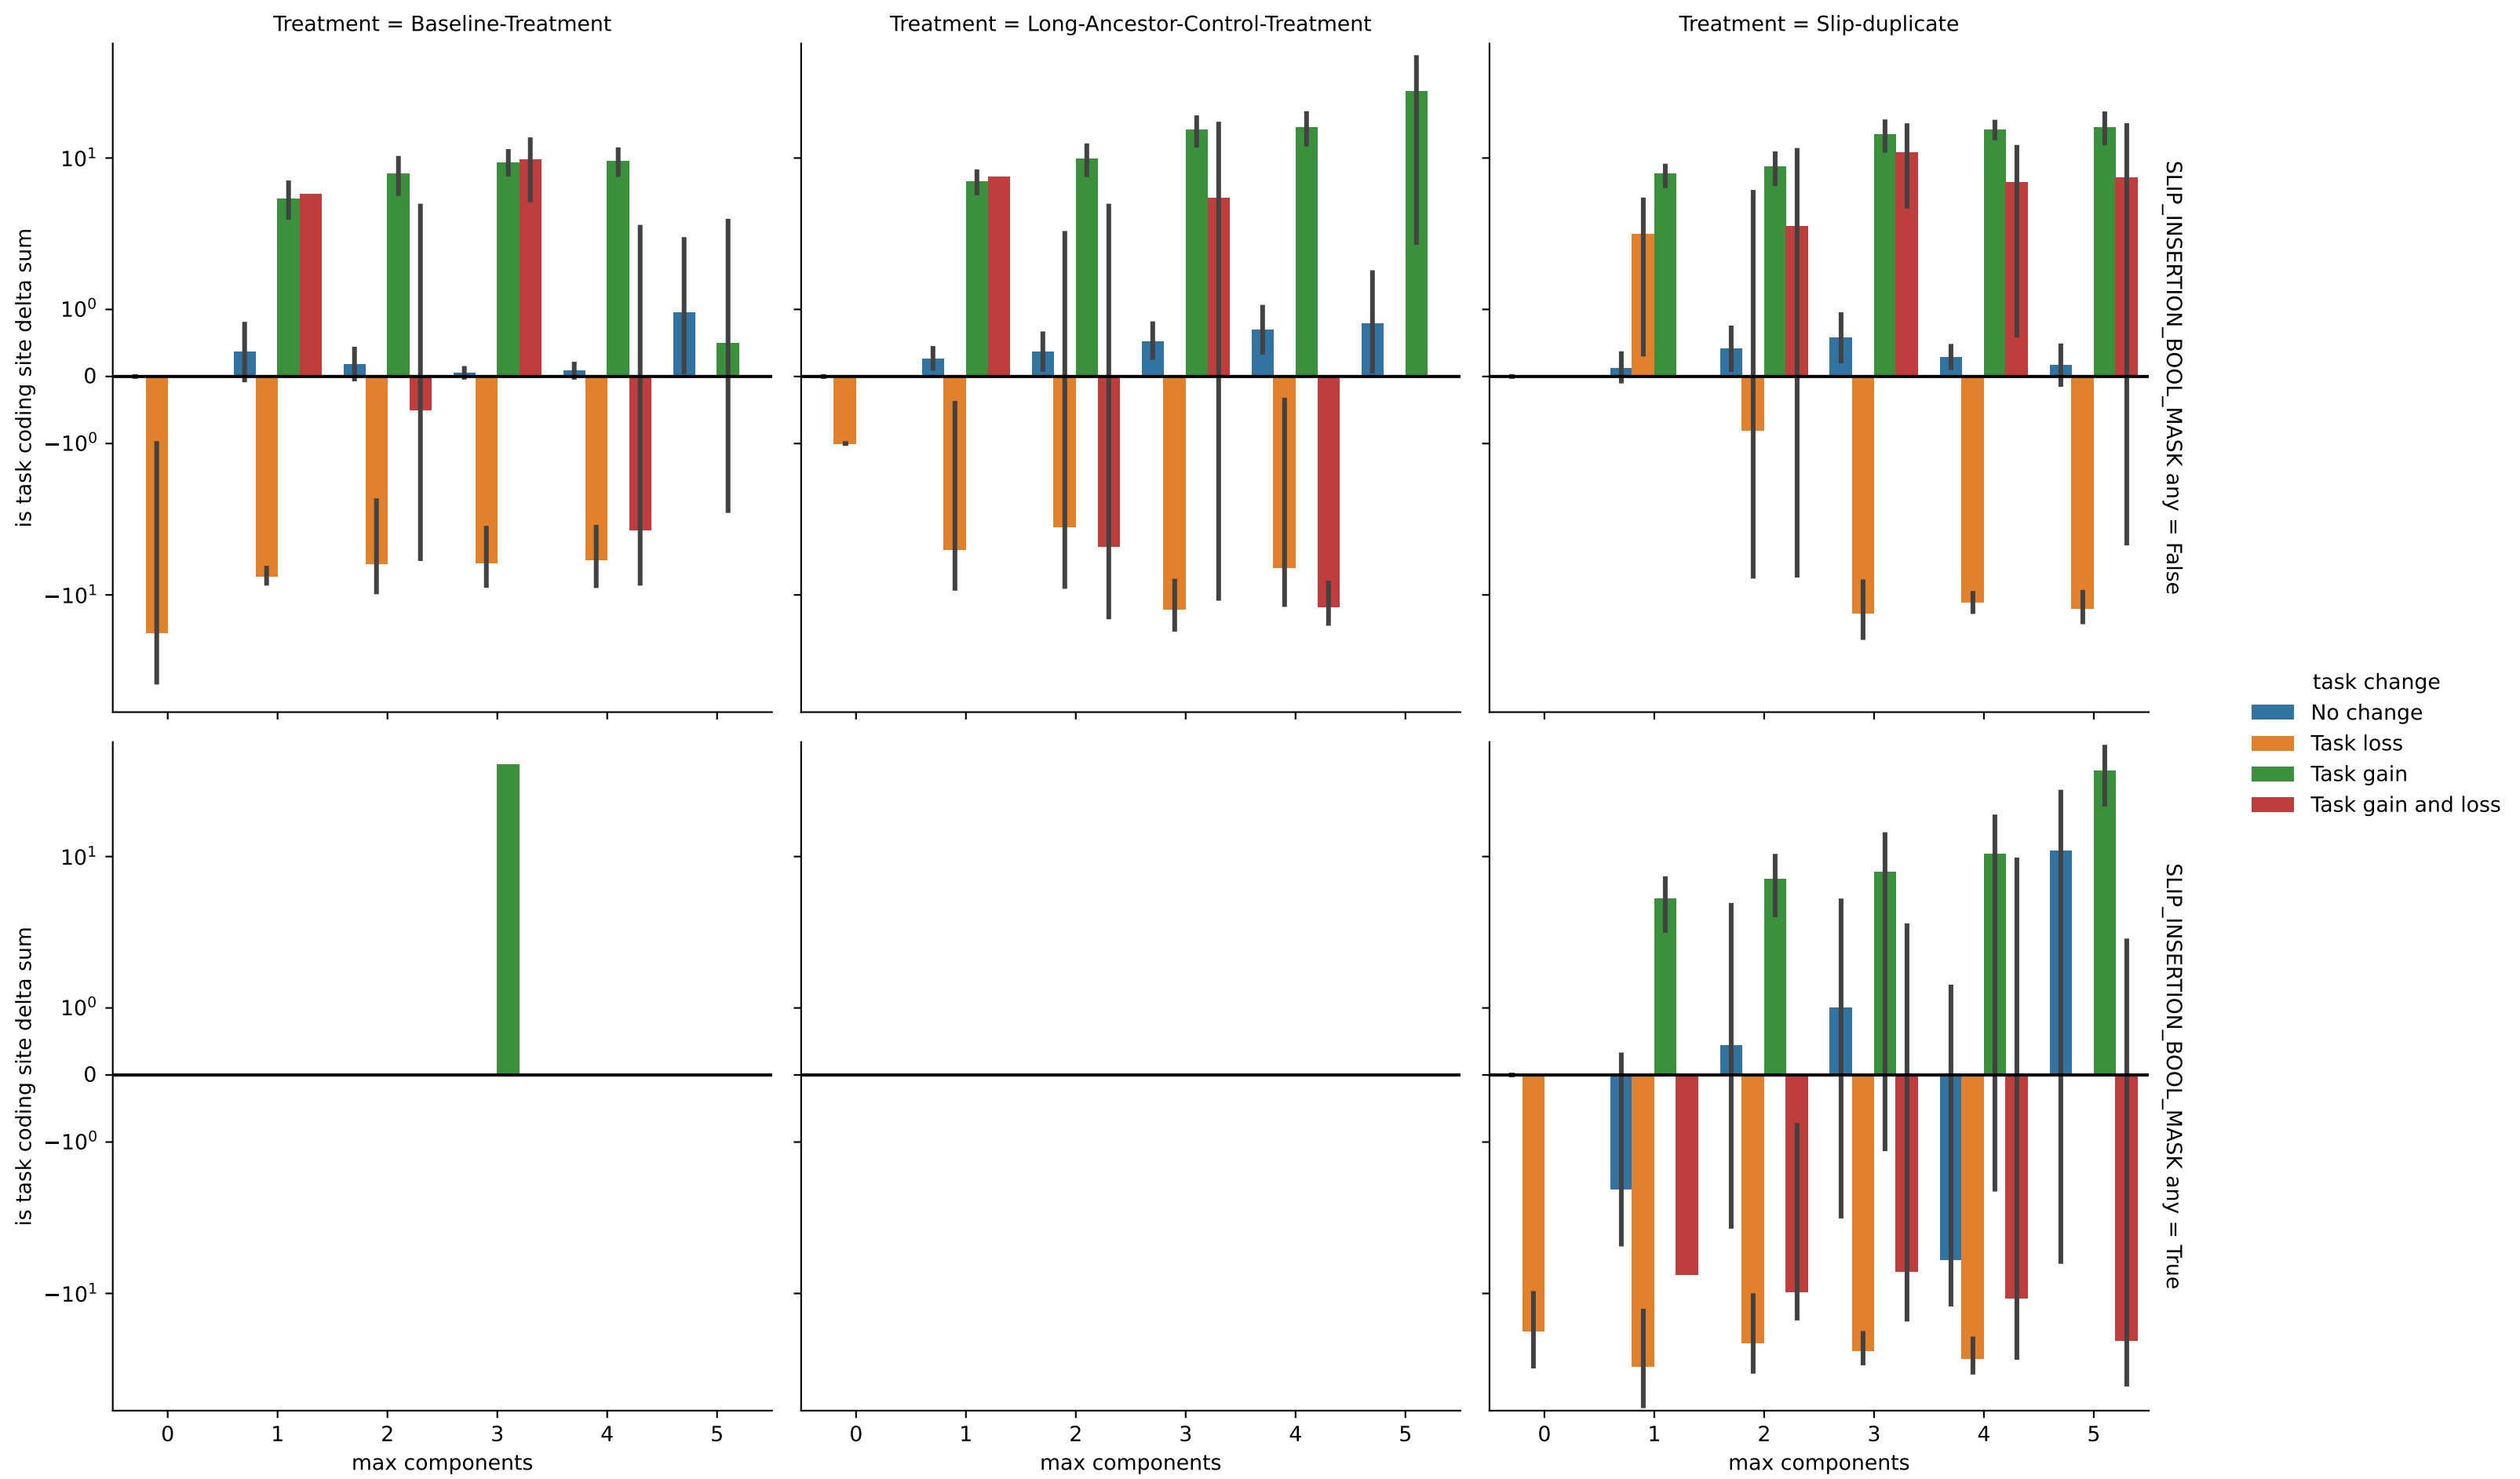 Treatment = Baseline-Treatment
Treatment = Long-Ancestor-Control-Treatment
Treatment = Slip-duplicate
is task coding site delta sum
10¹
10⁰
0
−10⁰
−10¹
SLIP_INSERTION_BOOL_MASK any = False
task change
No change
Task loss
Task gain
Task gain and loss
is task coding site delta sum
10¹
10⁰
0
−10⁰
−10¹
SLIP_INSERTION_BOOL_MASK any = True
0 1 2 3 4 5
0 1 2 3 4 5
0 1 2 3 4 5
max components
max components
max components